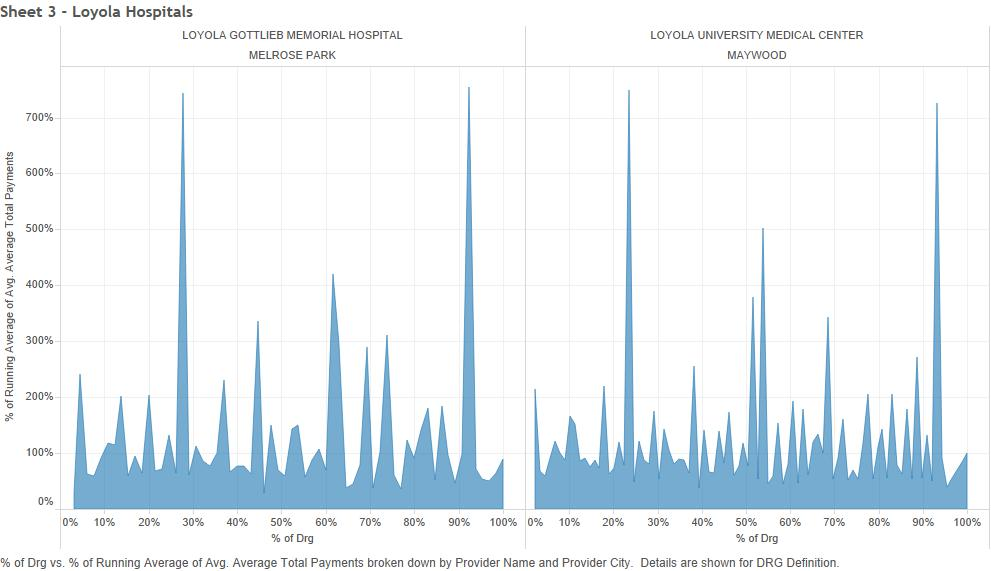 Sheet 3 - Loyola Hospitals
LOYOLA GOTTLIEB MEMORIAL HOSPITAL
LOYOLA UNIVERSITY MEDICAL CENTER
MELROSE PARK
MAYWOOD
% of Running Average of Avg. Average Total Payments
700%
600%
500%
400%
300%
200%
100%
0%
0% 10% 20% 30% 40% 50% 60% 70% 80% 90% 100%
0% 10% 20% 30% 40% 50% 60% 70% 80% 90% 100%
% of Drg
% of Drg
% of Drg vs. % of Running Average of Avg. Average Total Payments broken down by Provider Name and Provider City.  Details are shown for DRG Definition.